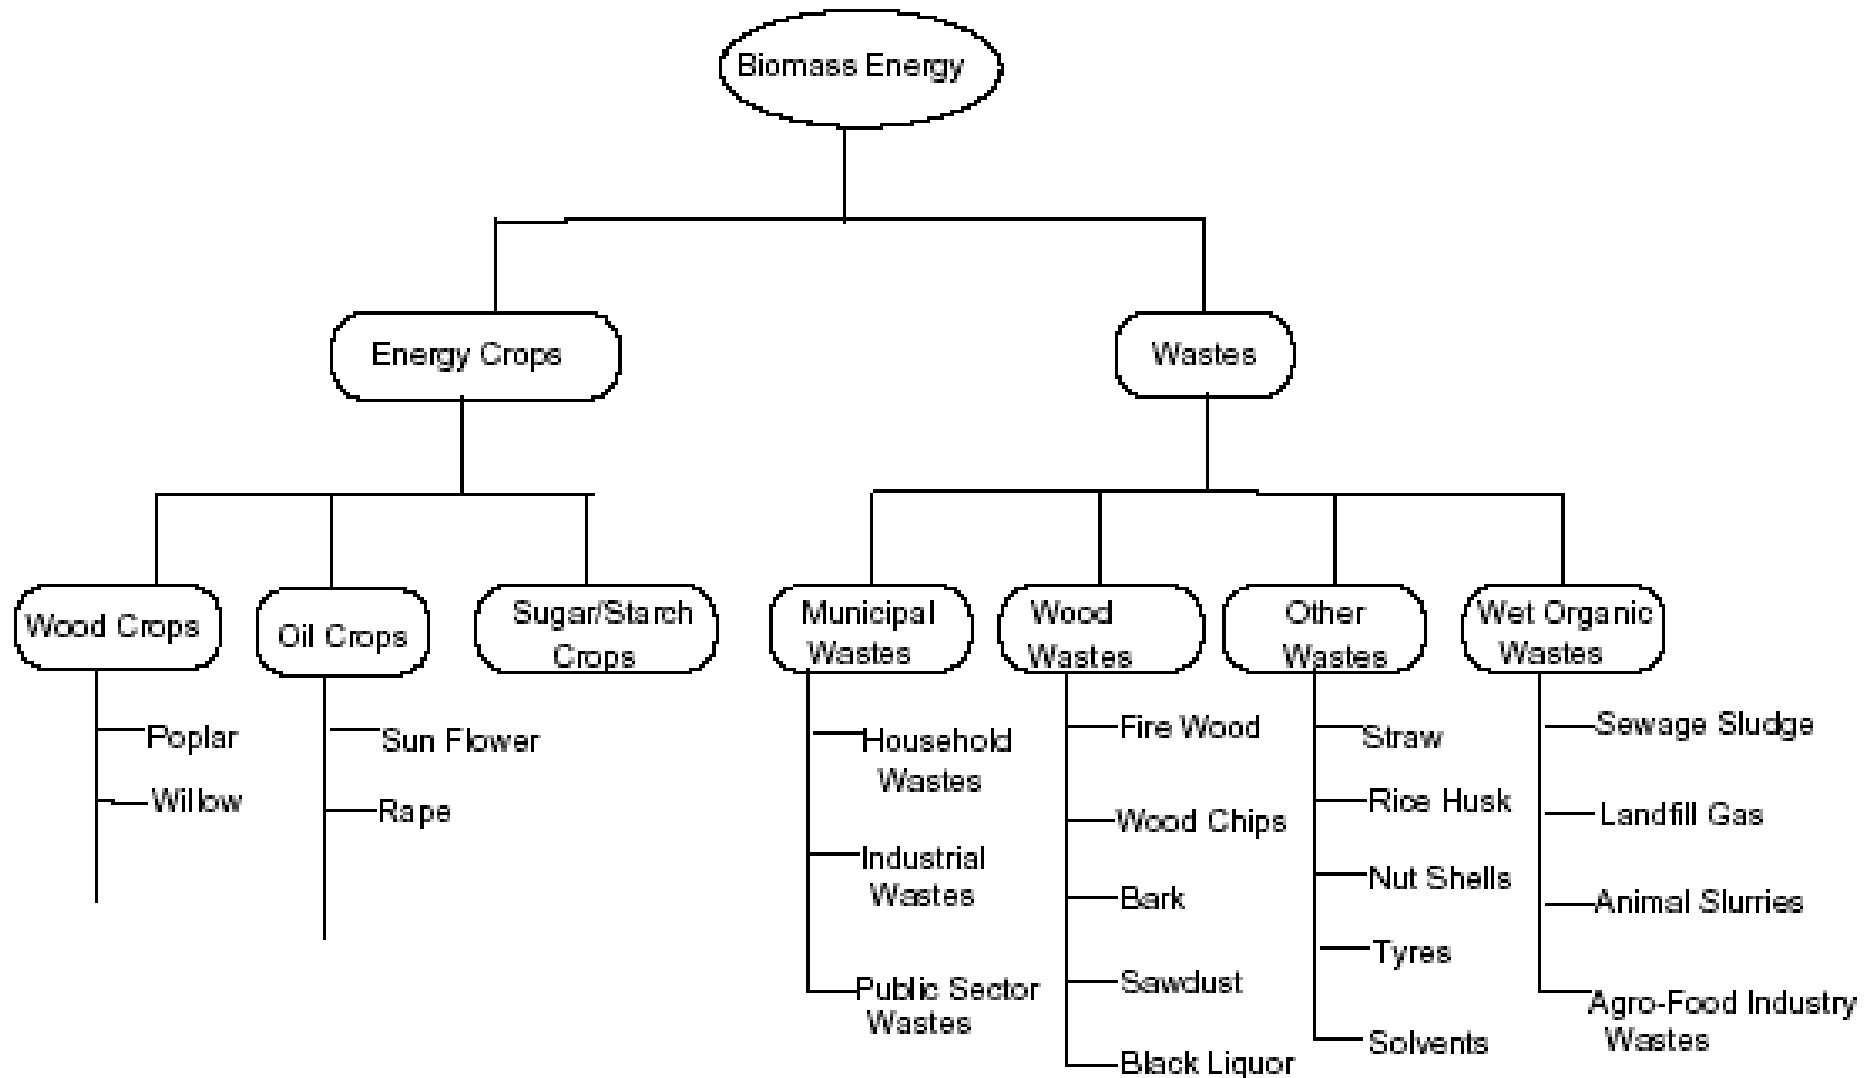 Biomass Energy
Energy Crops
Wastes
Wood Crops
Oil Crops
Sugar/Starch
Crops
Municipal
Wastes
Wood
Wastes
Other
Wastes
Wet Organic
Wastes
Poplar
Willow
Sun Flower
Rape
Household
Wastes
Industrial
Wastes
Public Sector
Wastes
Fire Wood
Wood Chips
Bark
Sawdust
Black Liquor
Straw
Rice Husk
Nut Shells
Tyres
Solvents
Sewage Sludge
Landfill Gas
Animal Slurries
Agro-Food Industry
Wastes